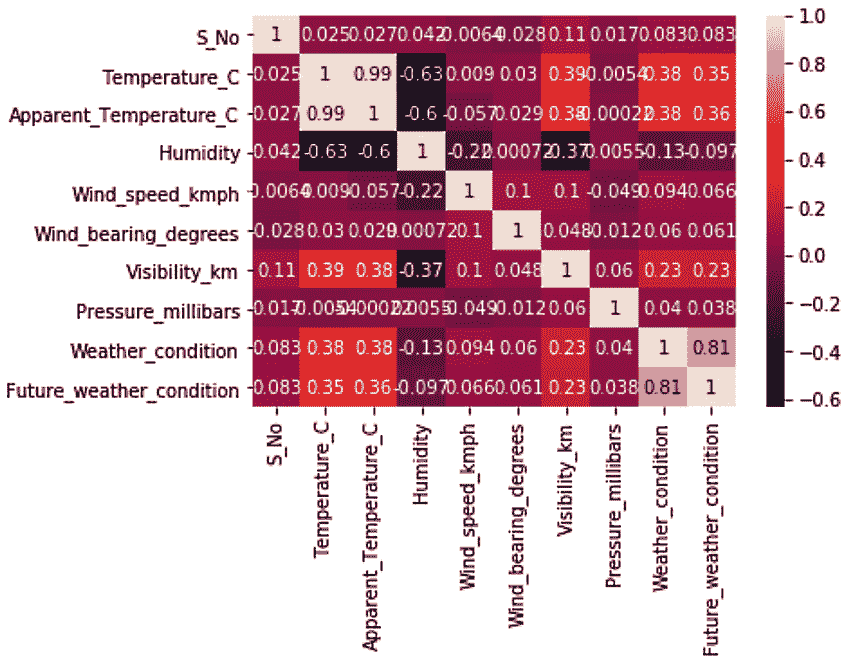 S_No 1 0.025 0.027 0.042 0.0064 -0.028 0.11 0.017 0.083 0.083
Temperature_C 0.025 1 0.99 -0.63 0.009 0.03 0.39 -0.0054 0.38 0.35
Apparent_Temperature_C 0.027 0.99 1 -0.6 -0.057 0.029 0.38 -0.00022 0.38 0.36
Humidity 0.042 -0.63 -0.6 1 -0.22 0.00072 -0.37 0.0055 -0.13 -0.097
Wind_speed_kmph 0.0064 0.009 -0.057 -0.22 1 0.1 0.1 -0.049 0.094 0.066
Wind_bearing_degrees -0.028 0.03 0.029 0.00072 0.1 1 0.048 -0.012 0.06 0.061
Visibility_km 0.11 0.39 0.38 -0.37 0.1 0.048 1 0.06 0.23 0.23
Pressure_millibars 0.017 -0.0054 -0.00022 0.0055 -0.049 -0.012 0.06 1 0.04 0.038
Weather_condition 0.083 0.38 0.38 -0.13 0.094 0.06 0.23 0.04 1 0.81
Future_weather_condition 0.083 0.35 0.36 -0.097 0.066 0.061 0.23 0.038 0.81 1
S_No
Temperature_C
Apparent_Temperature_C
Humidity
Wind_speed_kmph
Wind_bearing_degrees
Visibility_km
Pressure_millibars
Weather_condition
Future_weather_condition
1.0
0.8
0.6
0.4
0.2
0.0
−0.2
−0.4
−0.6